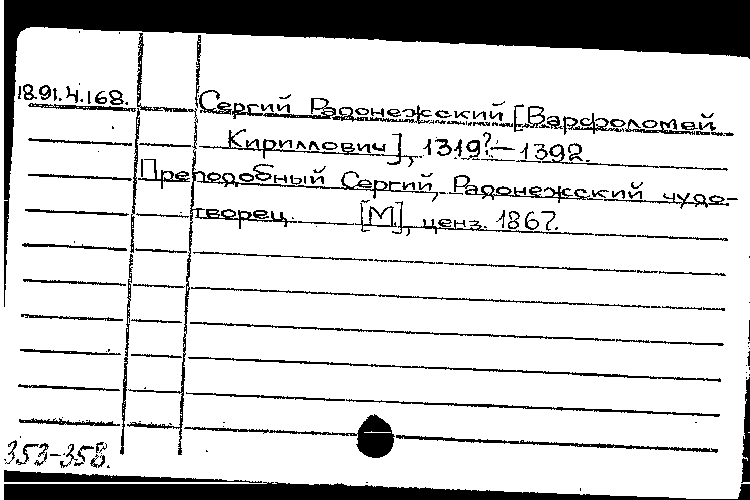 18.91.4.168.
Сергий Радонежский [Варфоломей
Кириллович], 1319?–1392.
Преподобный Сергий, Радонежский чудо-
творец. [М.], ценз. 1867.
353-358.